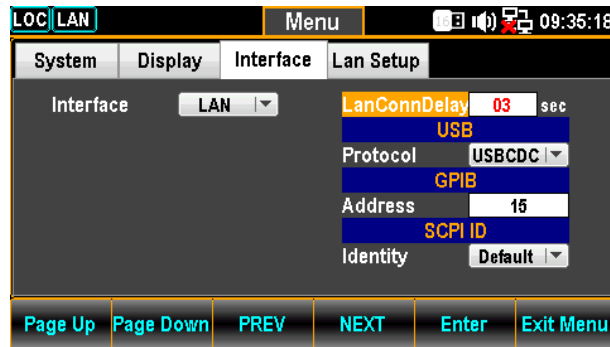 LOC LAN Menu 16 09:35:18
System Display Interface Lan Setup
Interface LAN LanConnDelay 03 sec
USB
Protocol USBCDC
GPIB
Address 15
SCPI ID
Identity Default
Page Up Page Down PREV NEXT Enter Exit Menu